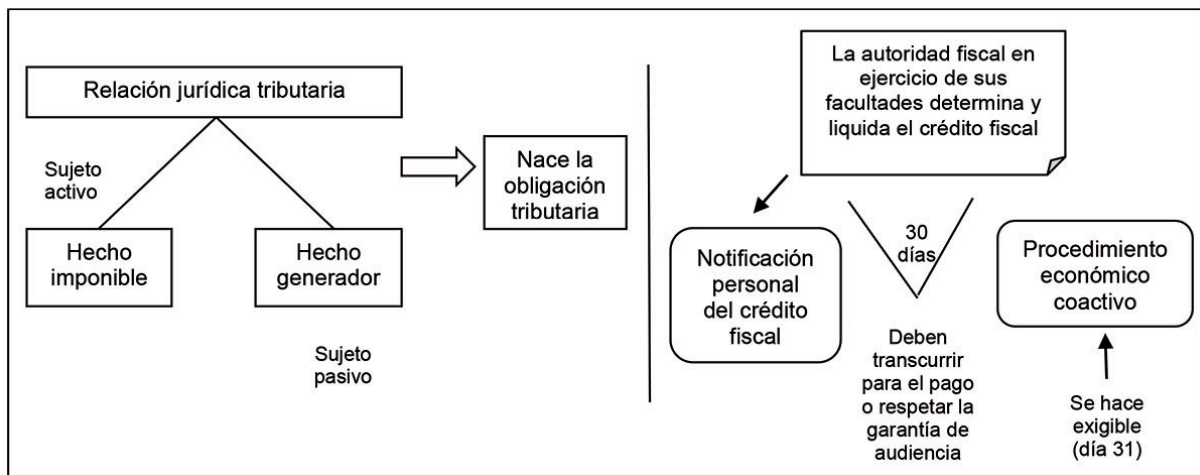 Relación jurídica tributaria
Sujeto
activo
Hecho
imponible
Hecho
generador
Sujeto
pasivo
Nace la
obligación
tributaria
La autoridad fiscal en
ejercicio de sus
facultades determina y
liquida el crédito fiscal
Notificación
personal
del crédito
fiscal
30
días
Deben
transcurrir
para el pago
o respetar la
garantía de
audiencia
Procedimiento
económico
coactivo
Se hace
exigible
(día 31)